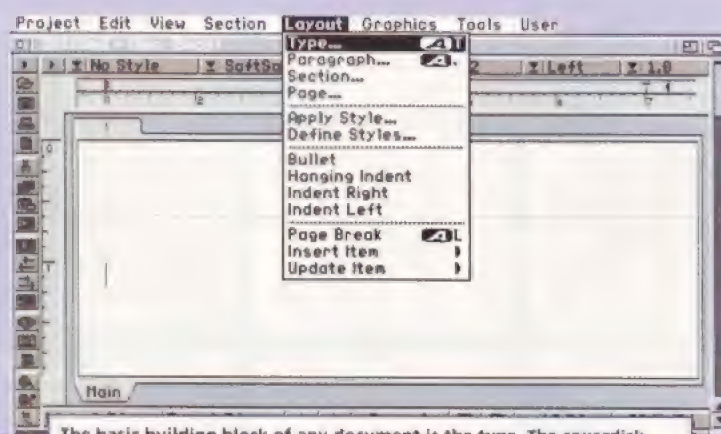 Project Edit View Section Layout Graphics Tools User
Type... T
No Style Left 1.0
Paragraph... .
Section...
Page...
Apply Style...
Define Styles...
Bullet
Hanging Indent
Indent Right
Indent Left
Page Break L
Insert Item
Update Item
Main
The basic building block of any document is the type. The coverdisk